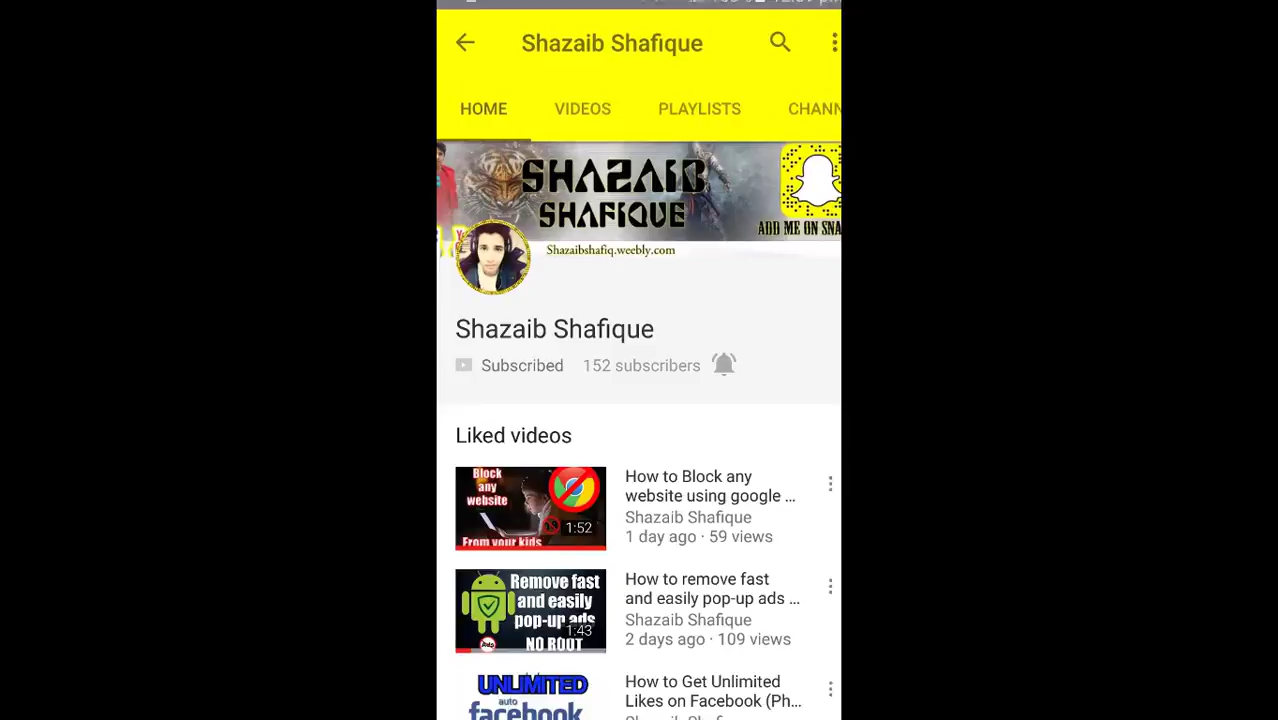 Shazaib Shafique
HOME VIDEOS PLAYLISTS CHANN
SHAZAIB
SHAFIQUE
ADD ME ON SNA
Shazaibshafiq.weebly.com
Shazaib Shafique
Subscribed 152 subscribers
Liked videos
Block
any
website
1:52
From your kids
How to Block any
website using google ...
Shazaib Shafique
1 day ago · 59 views
Remove fast
and easily
pop-up ads
1:43
NO ROOT
How to remove fast
and easily pop-up ads ...
Shazaib Shafique
2 days ago · 109 views
UNLIMITED
auto
facebook
How to Get Unlimited
Likes on Facebook (Ph...